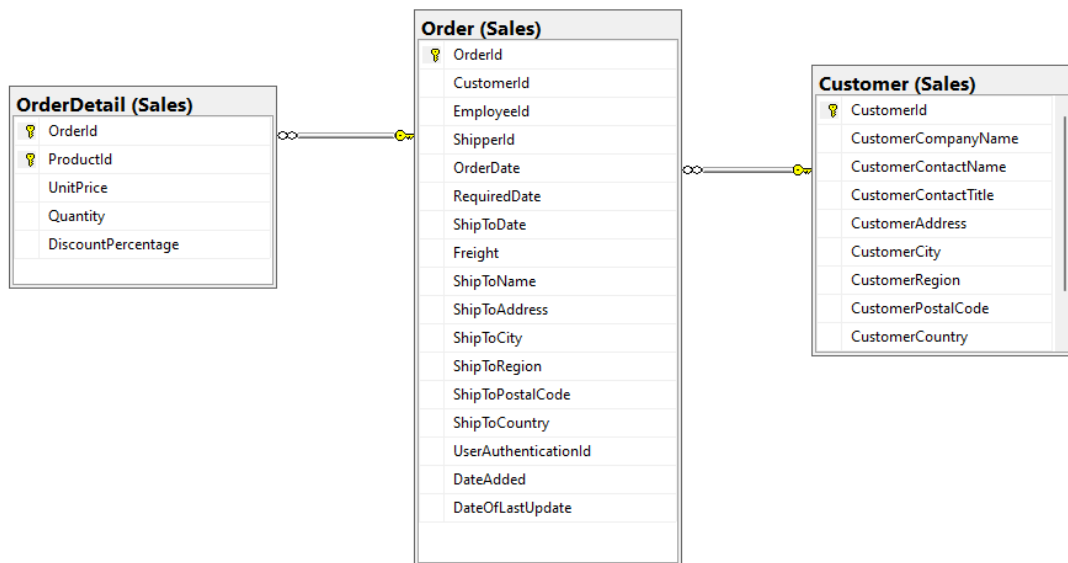 OrderDetail (Sales)
OrderId
ProductId
UnitPrice
Quantity
DiscountPercentage
Order (Sales)
OrderId
CustomerId
EmployeeId
ShipperId
OrderDate
RequiredDate
ShipToDate
Freight
ShipToName
ShipToAddress
ShipToCity
ShipToRegion
ShipToPostalCode
ShipToCountry
UserAuthenticationId
DateAdded
DateOfLastUpdate
Customer (Sales)
CustomerId
CustomerCompanyName
CustomerContactName
CustomerContactTitle
CustomerAddress
CustomerCity
CustomerRegion
CustomerPostalCode
CustomerCountry